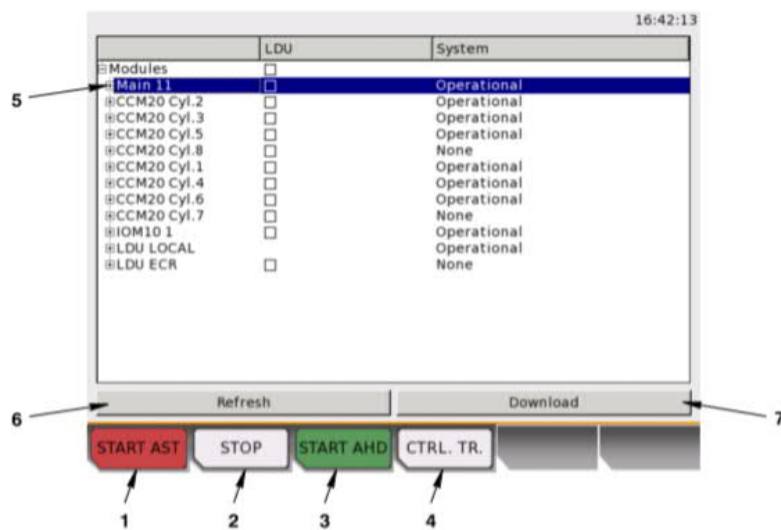 16:42:13
LDU System
Modules
5
Main 11 Operational
CCM20 Cyl.2 Operational
CCM20 Cyl.3 Operational
CCM20 Cyl.5 Operational
CCM20 Cyl.8 None
CCM20 Cyl.1 Operational
CCM20 Cyl.4 Operational
CCM20 Cyl.6 Operational
CCM20 Cyl.7 None
IOM10 1 Operational
LDU LOCAL Operational
LDU ECR None
6 Refresh Download 7
START AST STOP START AHD CTRL. TR.
1 2 3 4